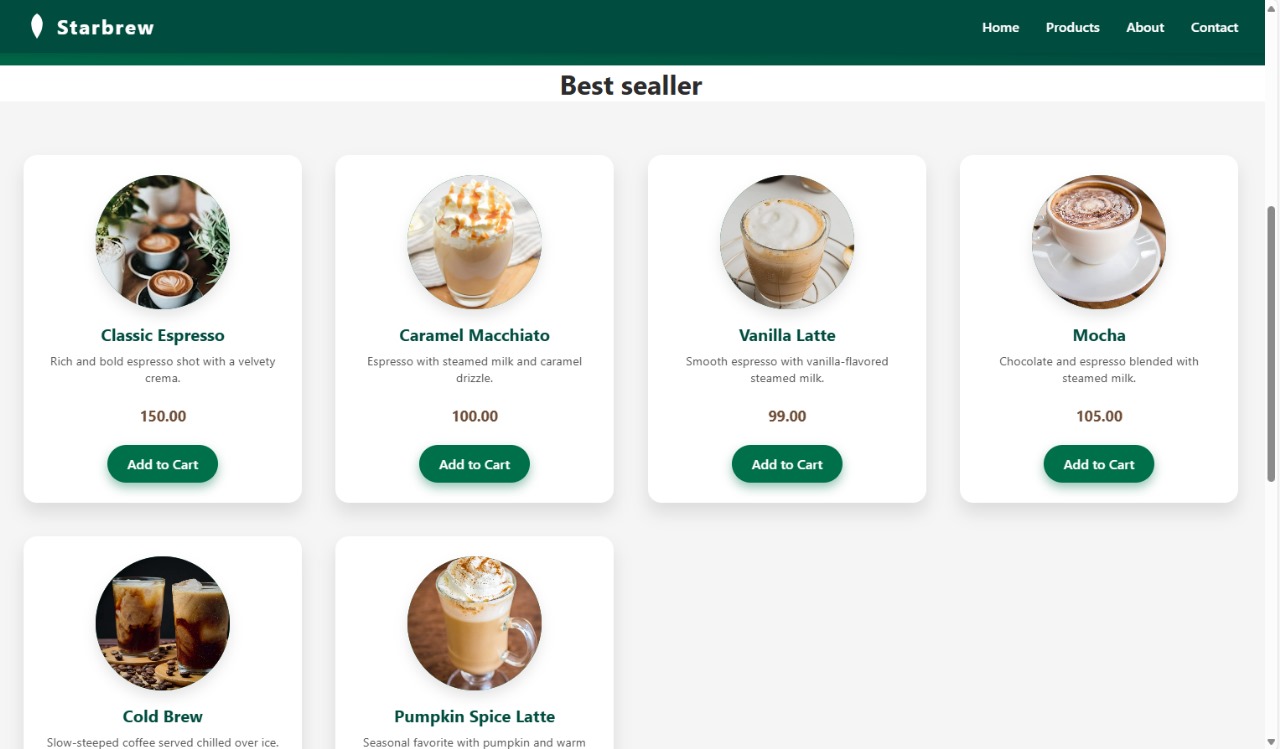 Starbrew
Home Products About Contact
Best sealler
Classic Espresso
Rich and bold espresso shot with a velvety
crema.
150.00
Add to Cart
Caramel Macchiato
Espresso with steamed milk and caramel
drizzle.
100.00
Add to Cart
Vanilla Latte
Smooth espresso with vanilla-flavored
steamed milk.
99.00
Add to Cart
Mocha
Chocolate and espresso blended with
steamed milk.
105.00
Add to Cart
Cold Brew
Slow-steeped coffee served chilled over ice.
Pumpkin Spice Latte
Seasonal favorite with pumpkin and warm